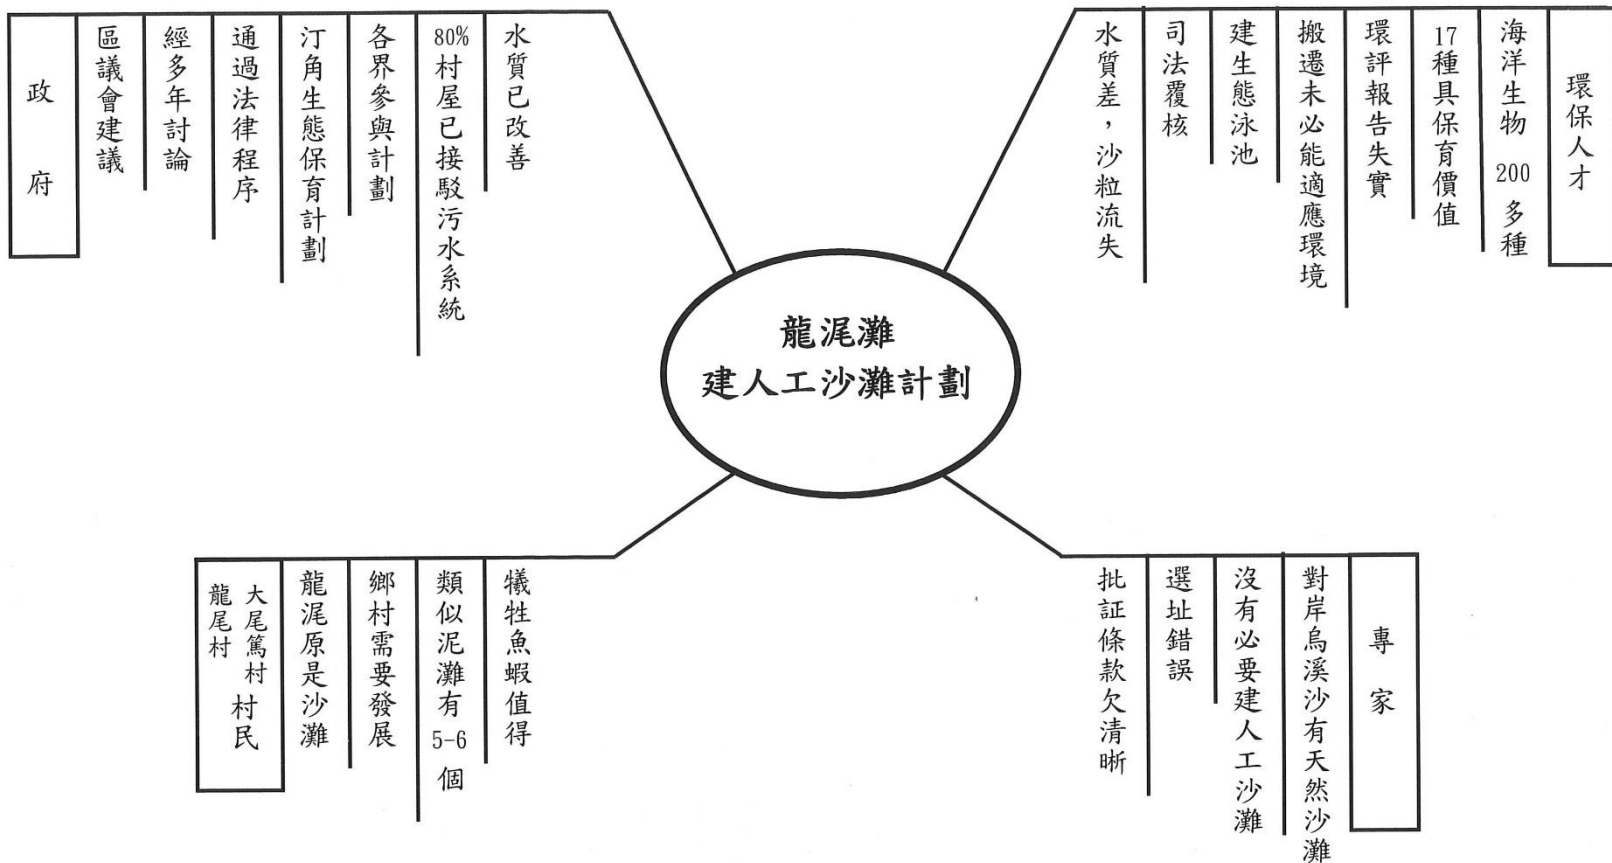 政府
區議會建議
經多年討論
通過法律程序
汀角生態保育計劃
各界參與計劃
80%村屋已接駁污水系統
水質已改善
環保人才
海洋生物 200 多種
17種具保育價值
環評報告失實
搬遷未必能適應環境
建生態泳池
司法覆核
水質差，沙粒流失
龍浘灘
建人工沙灘計劃
大尾篤村
龍尾村
村民
龍浘原是沙灘
鄉村需要發展
類似泥灘有 5-6 個
犧牲魚蝦值得
專家
對岸烏溪沙有天然沙灘
沒有必要建人工沙灘
選址錯誤
批証條款欠清晰